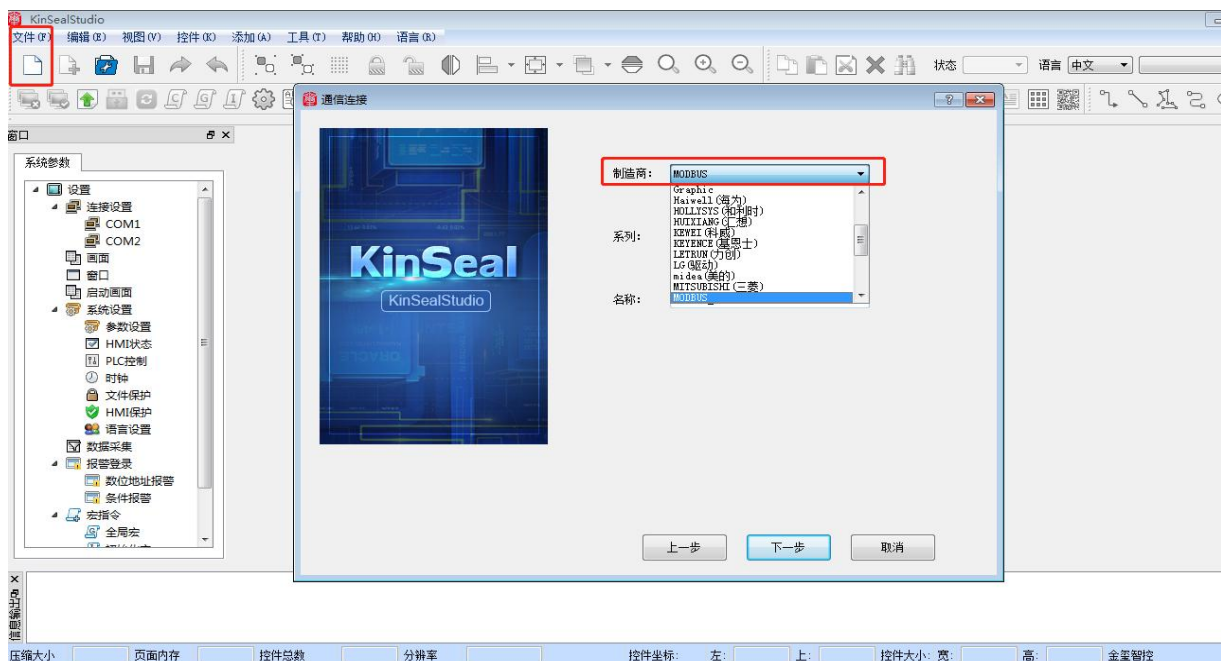 KinSealStudio
文件(F) 编辑(E) 视图(V) 控件(K) 添加(A) 工具(T) 帮助(H) 语言(R)
状态 语言 中文
窗口
系统参数
设置
连接设置
COM1
COM2
画面
窗口
启动画面
系统设置
参数设置
HMI状态
PLC控制
时钟
文件保护
HMI保护
语言设置
数据采集
报警登录
数位地址报警
条件报警
宏指令
全局宏
通信连接
KinSeal
KinSealStudio
制造商: MODBUS
Graphic
Haiwell(海为)
HOLLYSYS(和利时)
HUIXIANG(汇想)
KEWEI(科威)
KEYENCE(基恩士)
LETRUN(力创)
LG(驱动)
midea(美的)
MITSUBISHI(三菱)
MODBUS
系列:
名称:
上一步 下一步 取消
信息编辑
压缩大小 页面内存 控件总数 分辨率 控件坐标: 左: 上: 控件大小: 宽: 高: 金玺智控